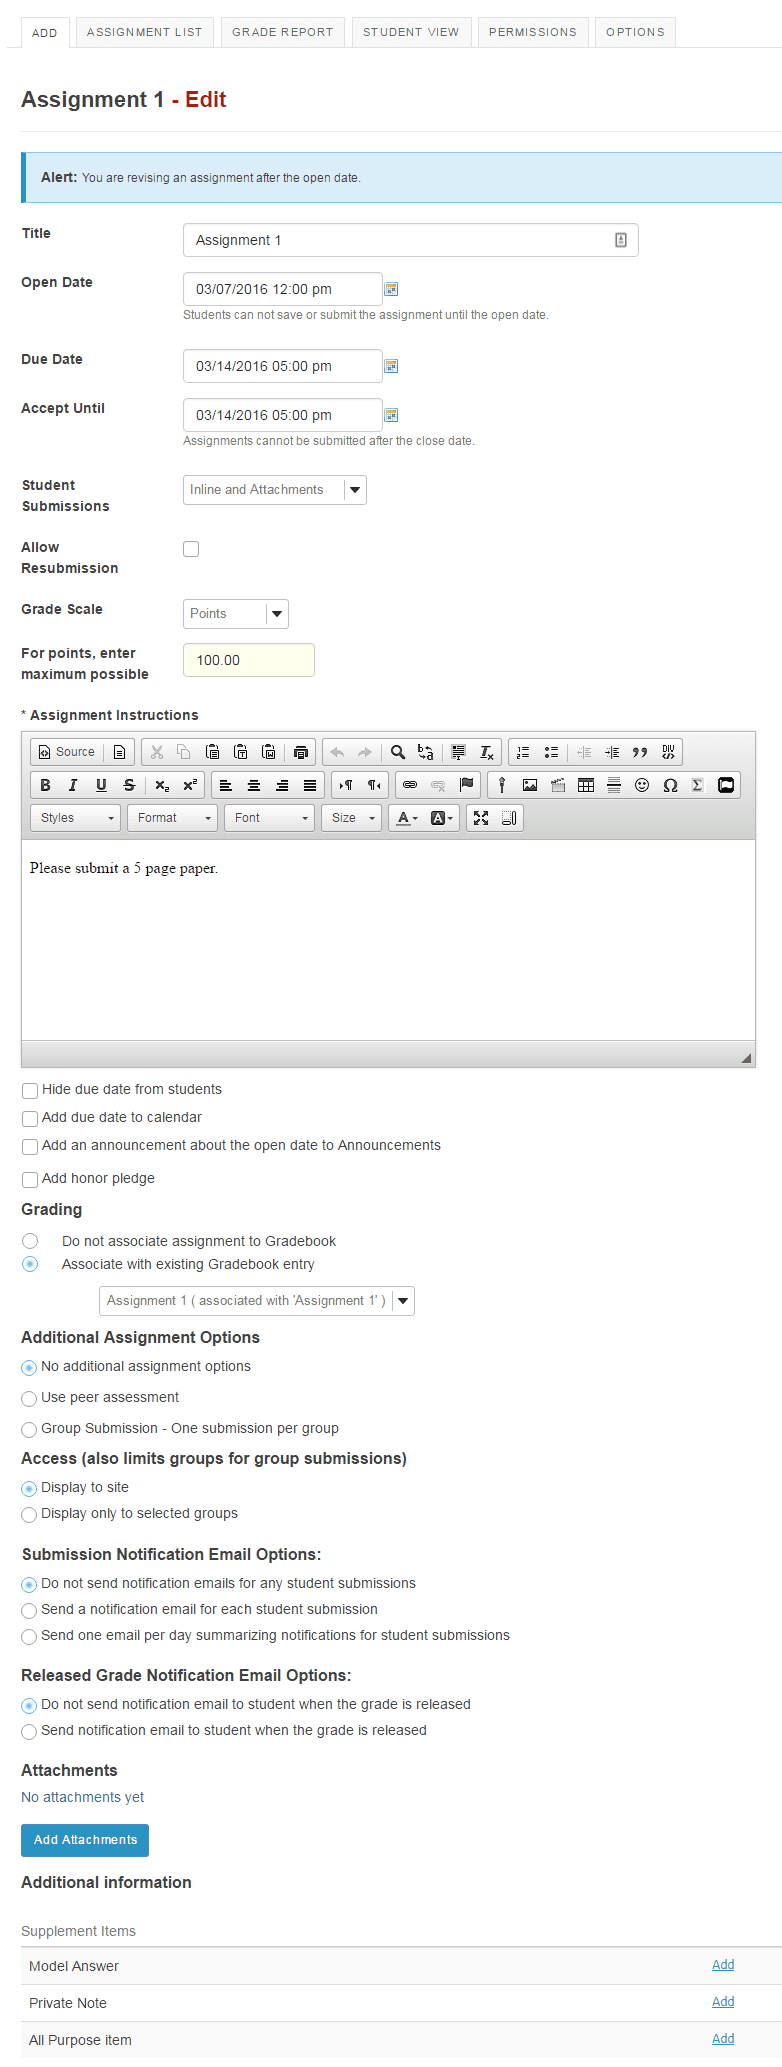 ADD ASSIGNMENT LIST GRADE REPORT STUDENT VIEW PERMISSIONS OPTIONS
Assignment 1 - Edit
Alert: You are revising an assignment after the open date.
Title Assignment 1
Open Date 03/07/2016 12:00 pm
Students can not save or submit the assignment until the open date.
Due Date 03/14/2016 05:00 pm
Accept Until 03/14/2016 05:00 pm
Assignments cannot be submitted after the close date.
Student
Submissions
Inline and Attachments
Allow
Resubmission
Grade Scale Points
For points, enter
maximum possible
100.00
* Assignment Instructions
Source
Styles Format Font Size
Please submit a 5 page paper.
Hide due date from students
Add due date to calendar
Add an announcement about the open date to Announcements
Add honor pledge
Grading
Do not associate assignment to Gradebook
Associate with existing Gradebook entry
Assignment 1 ( associated with 'Assignment 1' )
Additional Assignment Options
No additional assignment options
Use peer assessment
Group Submission - One submission per group
Access (also limits groups for group submissions)
Display to site
Display only to selected groups
Submission Notification Email Options:
Do not send notification emails for any student submissions
Send a notification email for each student submission
Send one email per day summarizing notifications for student submissions
Released Grade Notification Email Options:
Do not send notification email to student when the grade is released
Send notification email to student when the grade is released
Attachments
No attachments yet
Add Attachments
Additional information
Supplement Items
Model Answer Add
Private Note Add
All Purpose item Add